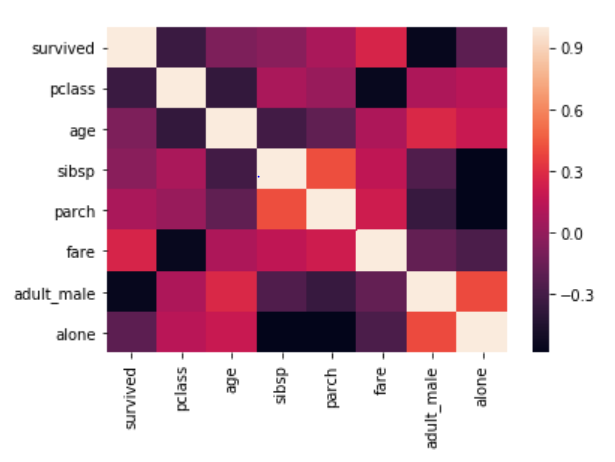 survived
pclass
age
sibsp
parch
fare
adult_male
alone
survived
pclass
age
sibsp
parch
fare
adult_male
alone
0.9
0.6
0.3
0.0
−0.3